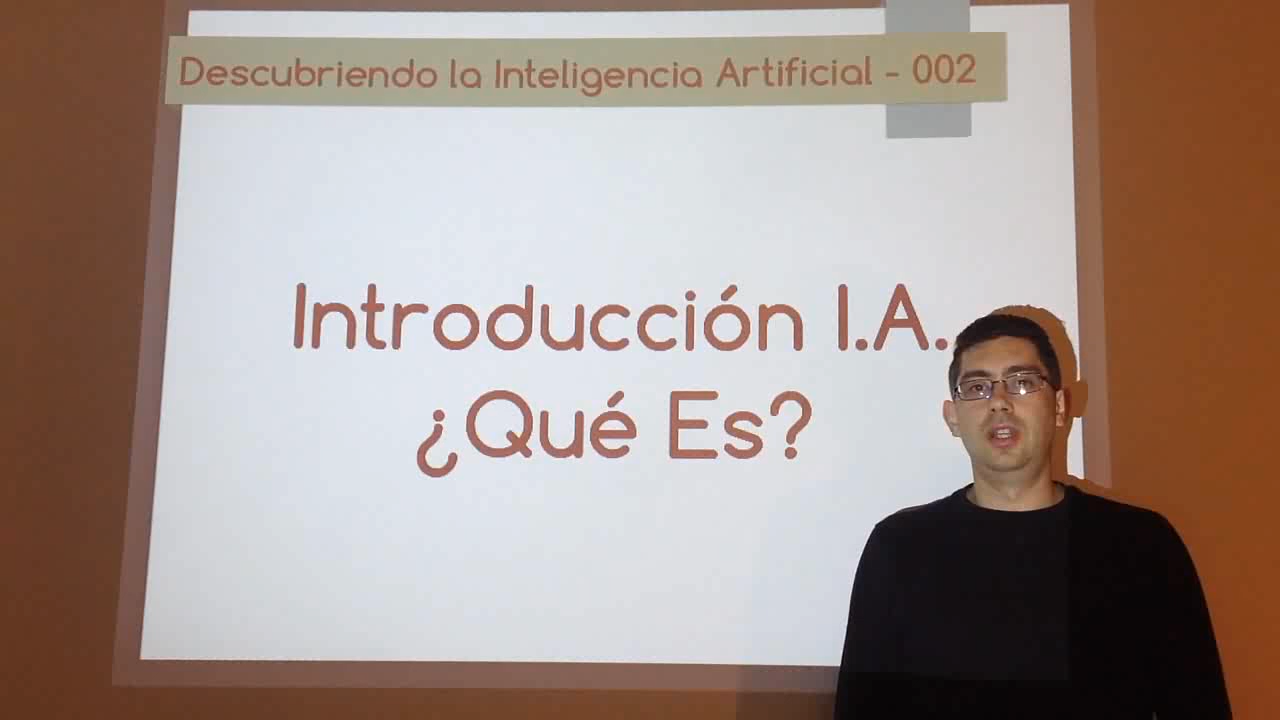 Descubriendo la Inteligencia Artificial - 002
Introducción I.A.
¿Qué Es?